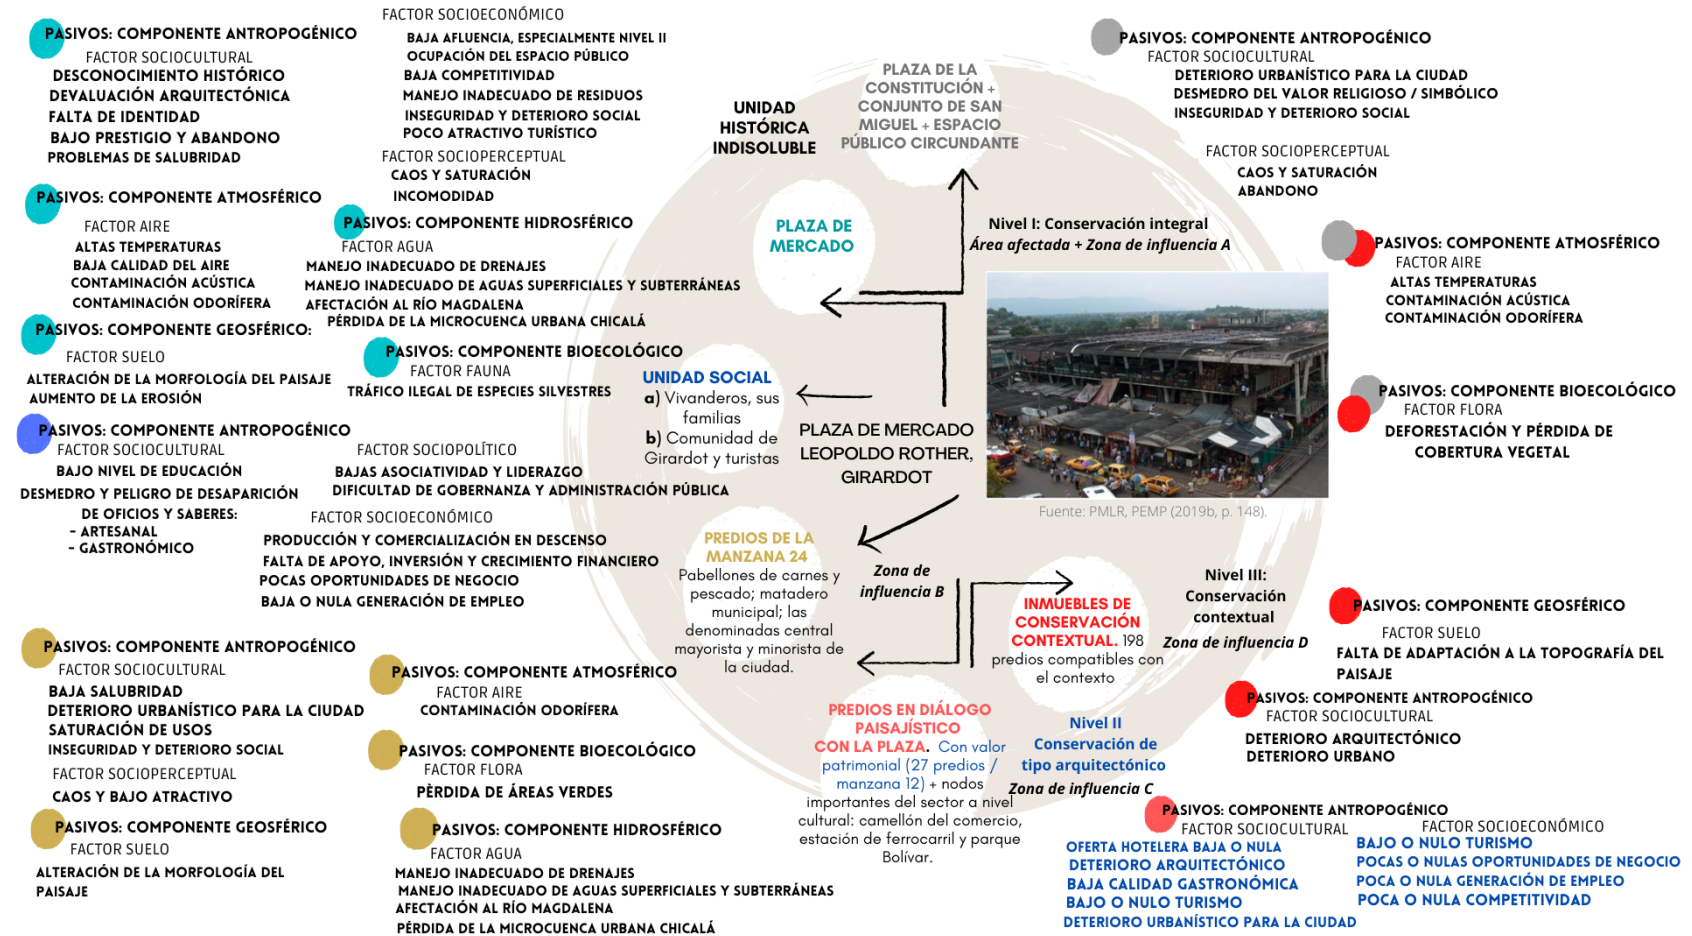 PASIVOS: COMPONENTE ANTROPOGÉNICO
FACTOR SOCIOCULTURAL
DESCONOCIMIENTO HISTÓRICO
DEVALUACIÓN ARQUITECTÓNICA
FALTA DE IDENTIDAD
BAJO PRESTIGIO Y ABANDONO
PROBLEMAS DE SALUBRIDAD
FACTOR SOCIOECONÓMICO
BAJA AFLUENCIA, ESPECIALMENTE NIVEL II
OCUPACIÓN DEL ESPACIO PÚBLICO
BAJA COMPETITIVIDAD
MANEJO INADECUADO DE RESIDUOS
INSEGURIDAD Y DETERIORO SOCIAL
POCO ATRACTIVO TURÍSTICO
FACTOR SOCIOPERCEPTUAL
CAOS Y SATURACIÓN
INCOMODIDAD
PASIVOS: COMPONENTE ATMOSFÉRICO
FACTOR AIRE
ALTAS TEMPERATURAS
BAJA CALIDAD DEL AIRE
CONTAMINACIÓN ACÚSTICA
CONTAMINACIÓN ODORÍFERA
PASIVOS: COMPONENTE HIDROSFÉRICO
FACTOR AGUA
MANEJO INADECUADO DE DRENAJES
MANEJO INADECUADO DE AGUAS SUPERFICIALES Y SUBTERRÁNEAS
AFECTACIÓN AL RÍO MAGDALENA
PÉRDIDA DE LA MICROCUENCA URBANA CHICALÁ
PASIVOS: COMPONENTE GEOSFÉRICO:
FACTOR SUELO
ALTERACIÓN DE LA MORFOLOGÍA DEL PAISAJE
AUMENTO DE LA EROSIÓN
PASIVOS: COMPONENTE BIOECOLÓGICO
FACTOR FAUNA
TRÁFICO ILEGAL DE ESPECIES SILVESTRES
PASIVOS: COMPONENTE ANTROPOGÉNICO
FACTOR SOCIOCULTURAL
BAJO NIVEL DE EDUCACIÓN
DESMEDRO Y PELIGRO DE DESAPARICIÓN
DE OFICIOS Y SABERES:
- ARTESANAL
- GASTRONÓMICO
FACTOR SOCIOPOLÍTICO
BAJAS ASOCIATIVIDAD Y LIDERAZGO
DIFICULTAD DE GOBERNANZA Y ADMINISTRACIÓN PÚBLICA
FACTOR SOCIOECONÓMICO
PRODUCCIÓN Y COMERCIALIZACIÓN EN DESCENSO
FALTA DE APOYO, INVERSIÓN Y CRECIMIENTO FINANCIERO
POCAS OPORTUNIDADES DE NEGOCIO
BAJA O NULA GENERACIÓN DE EMPLEO
PASIVOS: COMPONENTE ANTROPOGÉNICO
FACTOR SOCIOCULTURAL
BAJA SALUBRIDAD
DETERIORO URBANÍSTICO PARA LA CIUDAD
SATURACIÓN DE USOS
INSEGURIDAD Y DETERIORO SOCIAL
FACTOR SOCIOPERCEPTUAL
CAOS Y BAJO ATRACTIVO
PASIVOS: COMPONENTE GEOSFÉRICO
FACTOR SUELO
ALTERACIÓN DE LA MORFOLOGÍA DEL
PAISAJE
PASIVOS: COMPONENTE ATMOSFÉRICO
FACTOR AIRE
CONTAMINACIÓN ODORÍFERA
PASIVOS: COMPONENTE BIOECOLÓGICO
FACTOR FLORA
PÈRDIDA DE ÁREAS VERDES
PASIVOS: COMPONENTE HIDROSFÉRICO
FACTOR AGUA
MANEJO INADECUADO DE DRENAJES
MANEJO INADECUADO DE AGUAS SUPERFICIALES Y SUBTERRÁNEAS
AFECTACIÓN AL RÍO MAGDALENA
PÉRDIDA DE LA MICROCUENCA URBANA CHICALÁ
UNIDAD
HISTÓRICA
INDISOLUBLE
PLAZA DE LA
CONSTITUCIÓN +
CONJUNTO DE SAN
MIGUEL + ESPACIO
PÚBLICO CIRCUNDANTE
PLAZA DE
MERCADO
Nivel I: Conservación integral
Área afectada + Zona de influencia A
UNIDAD SOCIAL
a) Vivanderos, sus
familias
b) Comunidad de
Girardot y turistas
PLAZA DE MERCADO
LEOPOLDO ROTHER,
GIRARDOT
Fuente: PMLR, PEMP (2019b, p. 148).
PREDIOS DE LA
MANZANA 24
Pabellones de carnes y
pescado; matadero
municipal; las
denominadas central
mayorista y minorista de
la ciudad.
Zona de
influencia B
INMUEBLES DE
CONSERVACIÓN
CONTEXTUAL. 198
predios compatibles con
el contexto
Nivel III:
Conservación
contextual
Zona de influencia D
PREDIOS EN DIÁLOGO
PAISAJÍSTICO
CON LA PLAZA. Con valor
patrimonial (27 predios /
manzana 12) + nodos
importantes del sector a nivel
cultural: camellón del comercio,
estación de ferrocarril y parque
Bolívar.
Nivel II
Conservación de
tipo arquitectónico
Zona de influencia C
PASIVOS: COMPONENTE ANTROPOGÉNICO
FACTOR SOCIOCULTURAL
DETERIORO URBANÍSTICO PARA LA CIUDAD
DESMEDRO DEL VALOR RELIGIOSO / SIMBÓLICO
INSEGURIDAD Y DETERIORO SOCIAL
FACTOR SOCIOPERCEPTUAL
CAOS Y SATURACIÓN
ABANDONO
PASIVOS: COMPONENTE ATMOSFÉRICO
FACTOR AIRE
ALTAS TEMPERATURAS
CONTAMINACIÓN ACÚSTICA
CONTAMINACIÓN ODORÍFERA
PASIVOS: COMPONENTE BIOECOLÓGICO
FACTOR FLORA
DEFORESTACIÓN Y PÉRDIDA DE
COBERTURA VEGETAL
PASIVOS: COMPONENTE GEOSFÉRICO
FACTOR SUELO
FALTA DE ADAPTACIÓN A LA TOPOGRAFÍA DEL
PAISAJE
PASIVOS: COMPONENTE ANTROPOGÉNICO
FACTOR SOCIOCULTURAL
DETERIORO ARQUITECTÓNICO
DETERIORO URBANO
PASIVOS: COMPONENTE ANTROPOGÉNICO
FACTOR SOCIOCULTURAL
OFERTA HOTELERA BAJA O NULA
DETERIORO ARQUITECTÓNICO
BAJA CALIDAD GASTRONÓMICA
BAJO O NULO TURISMO
DETERIORO URBANÍSTICO PARA LA CIUDAD
FACTOR SOCIOECONÓMICO
BAJO O NULO TURISMO
POCAS O NULAS OPORTUNIDADES DE NEGOCIO
POCA O NULA GENERACIÓN DE EMPLEO
POCA O NULA COMPETITIVIDAD